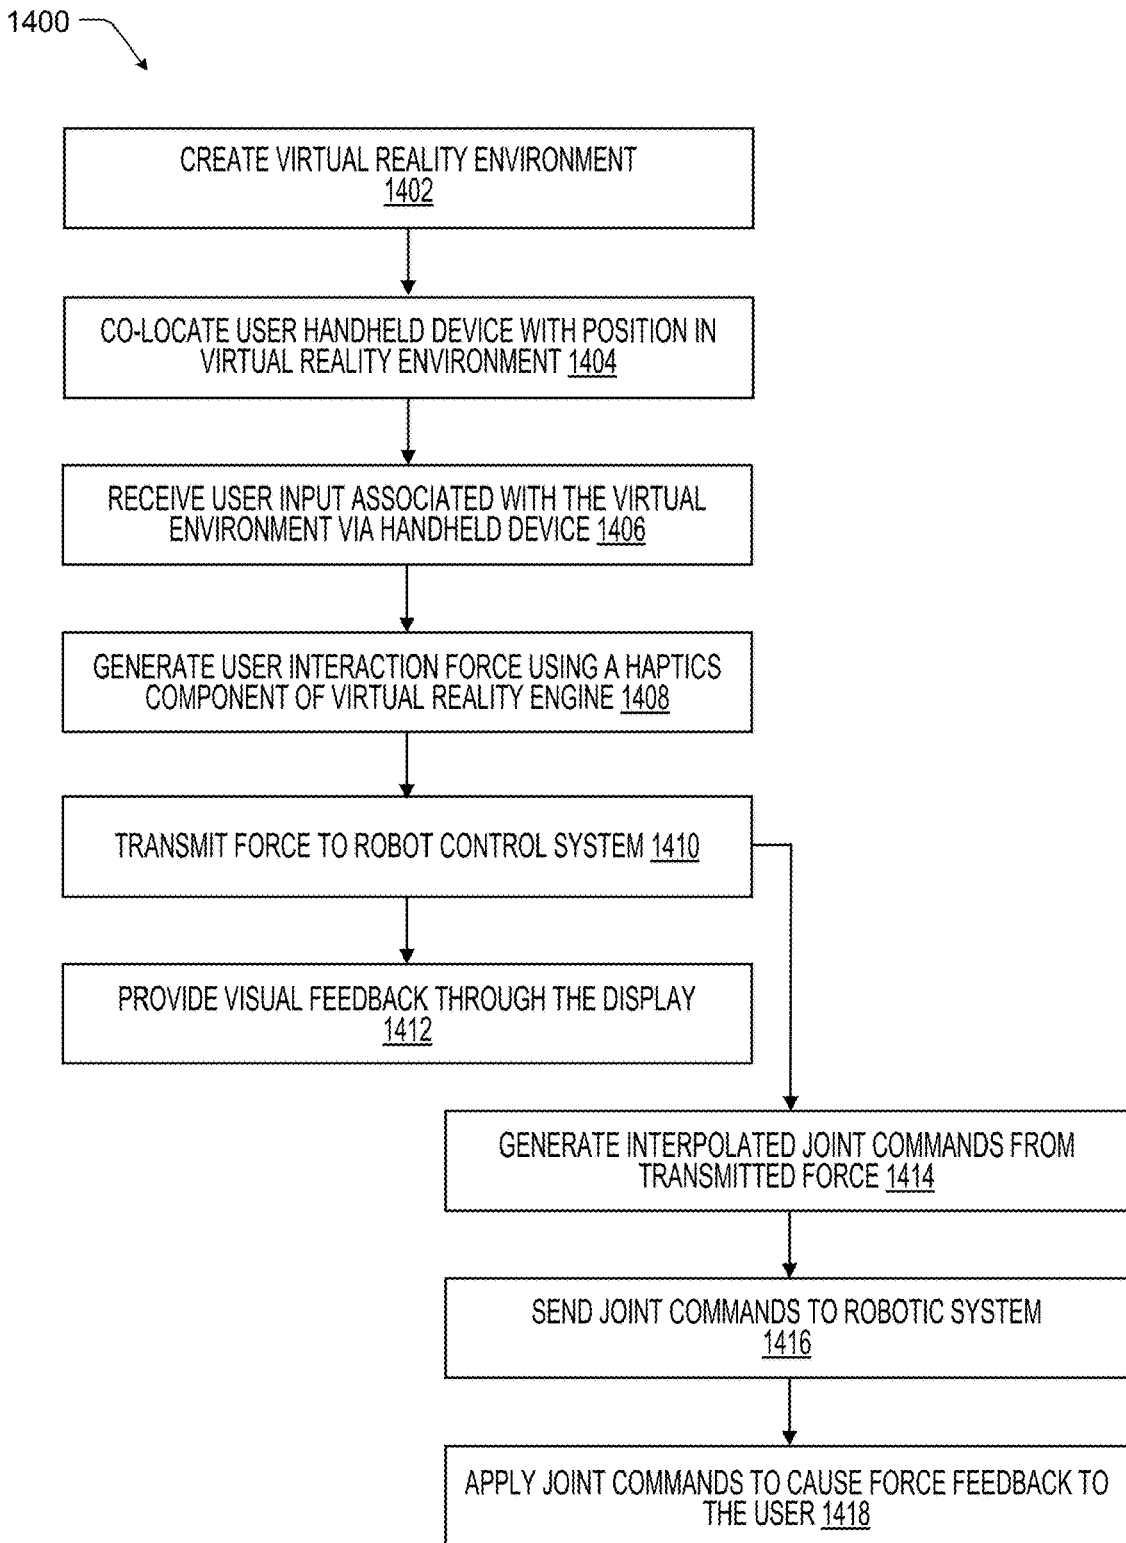 1400
CREATE VIRTUAL REALITY ENVIRONMENT
1402
CO-LOCATE USER HANDHELD DEVICE WITH POSITION IN
VIRTUAL REALITY ENVIRONMENT 1404
RECEIVE USER INPUT ASSOCIATED WITH THE VIRTUAL
ENVIRONMENT VIA HANDHELD DEVICE 1406
GENERATE USER INTERACTION FORCE USING A HAPTICS
COMPONENT OF VIRTUAL REALITY ENGINE 1408
TRANSMIT FORCE TO ROBOT CONTROL SYSTEM 1410
PROVIDE VISUAL FEEDBACK THROUGH THE DISPLAY
1412
GENERATE INTERPOLATED JOINT COMMANDS FROM
TRANSMITTED FORCE 1414
SEND JOINT COMMANDS TO ROBOTIC SYSTEM
1416
APPLY JOINT COMMANDS TO CAUSE FORCE FEEDBACK TO
THE USER 1418